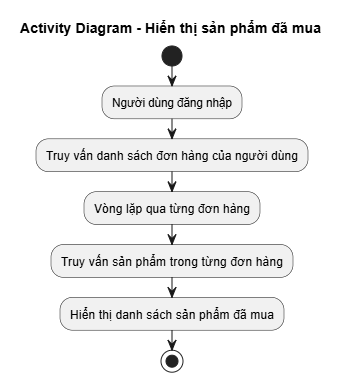 Activity Diagram - Hiển thị sản phẩm đã mua
Người dùng đăng nhập
Truy vấn danh sách đơn hàng của người dùng
Vòng lặp qua từng đơn hàng
Truy vấn sản phẩm trong từng đơn hàng
Hiển thị danh sách sản phẩm đã mua